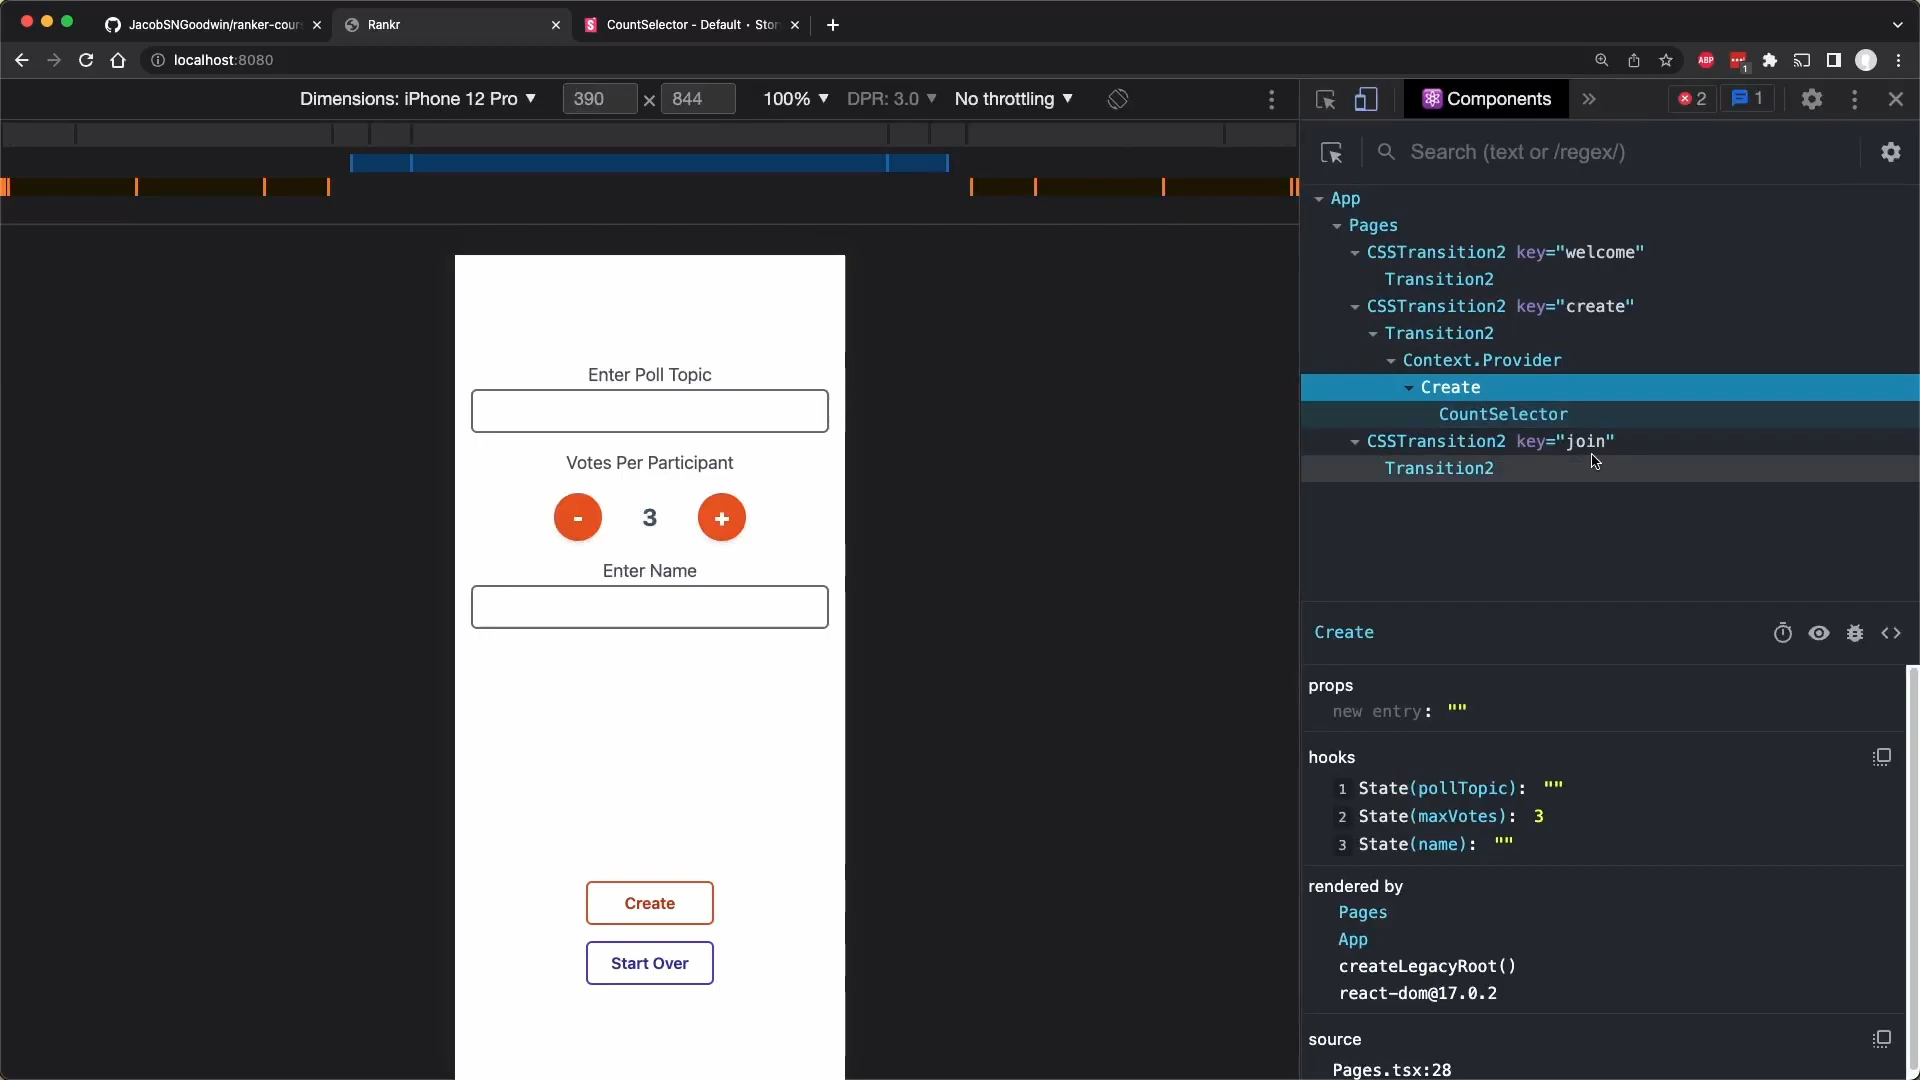 JacobSNGoodwin/ranker-cour
Rankr
CountSelector - Default · Stor
localhost:8080
ABP
1
Dimensions: iPhone 12 Pro
390 × 844
100%
DPR: 3.0
No throttling
Components
2
1
Search (text or /regex/)
App
Pages
CSSTransition2 key="welcome"
Transition2
CSSTransition2 key="create"
Transition2
Context.Provider
Create
CountSelector
CSSTransition2 key="join"
Transition2
Enter Poll Topic
Votes Per Participant
- 3 +
Enter Name
Create
Start Over
Create
props
new entry: ""
hooks
1 State(pollTopic): ""
2 State(maxVotes): 3
3 State(name): ""
rendered by
Pages
App
createLegacyRoot()
react-dom@17.0.2
source
Pages.tsx:28